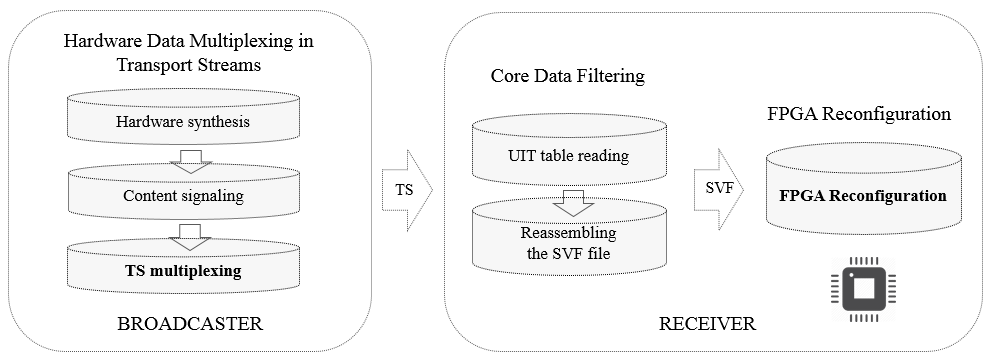 Hardware Data Multiplexing in
Transport Streams
Hardware synthesis
Content signaling
TS multiplexing
BROADCASTER
TS
Core Data Filtering
UIT table reading
Reassembling
the SVF file
SVF
FPGA Reconfiguration
FPGA Reconfiguration
RECEIVER